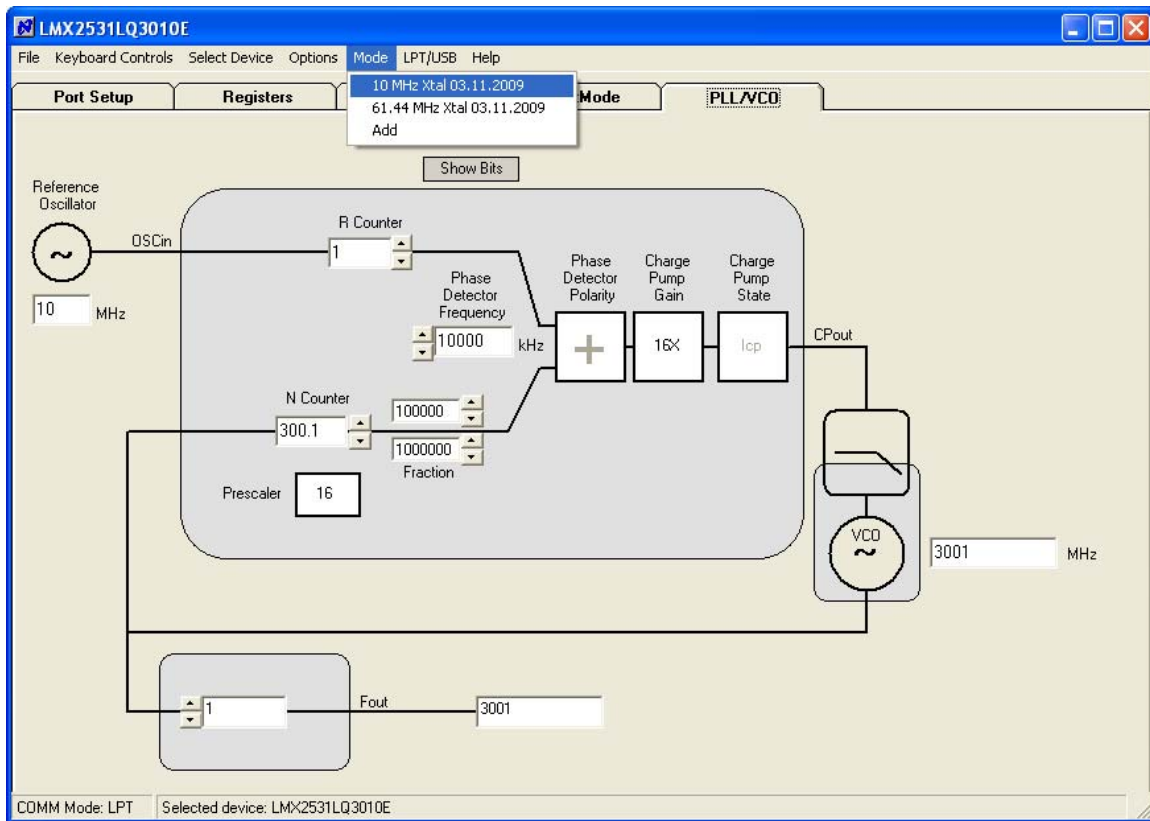 LMX2531LQ3010E
File Keyboard Controls Select Device Options Mode LPT/USB Help
10 MHz Xtal 03.11.2009
61.44 MHz Xtal 03.11.2009
Add
Port Setup Registers Mode PLL/VCO
Show Bits
Reference
Oscillator
OSCin
10 MHz
R Counter
1
Phase
Detector
Frequency
10000 kHz
Phase
Detector
Polarity
+
Charge
Pump
Gain
16X
Charge
Pump
State
Icp
CPout
N Counter
300.1
100000
1000000
Fraction
Prescaler 16
VCO
~
3001 MHz
1
Fout
3001
COMM Mode: LPT Selected device: LMX2531LQ3010E